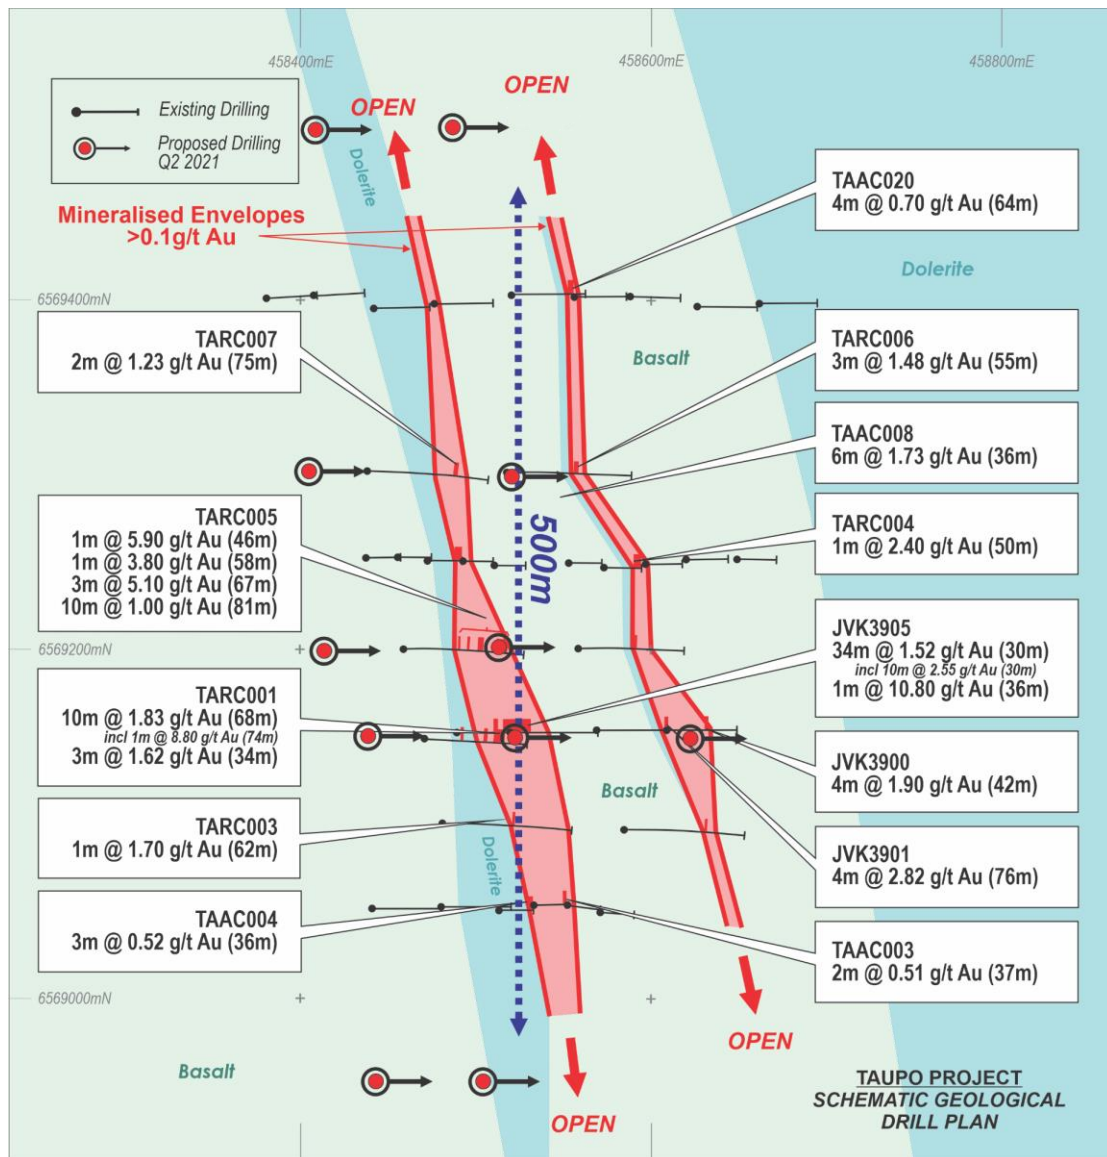 458400mE
458600mE
458800mE
Existing Drilling
Proposed Drilling
Q2 2021
OPEN
OPEN
Dolerite
Mineralised Envelopes
>0.1g/t Au
TAAC020
4m @ 0.70 g/t Au (64m)
Dolerite
6569400mN
TARC007
2m @ 1.23 g/t Au (75m)
Basalt
TARC006
3m @ 1.48 g/t Au (55m)
TAAC008
6m @ 1.73 g/t Au (36m)
TARC005
1m @ 5.90 g/t Au (46m)
1m @ 3.80 g/t Au (58m)
3m @ 5.10 g/t Au (67m)
10m @ 1.00 g/t Au (81m)
500m
TARC004
1m @ 2.40 g/t Au (50m)
6569200mN
JVK3905
34m @ 1.52 g/t Au (30m)
incl 10m @ 2.55 g/t Au (30m)
1m @ 10.80 g/t Au (36m)
TARC001
10m @ 1.83 g/t Au (68m)
incl 1m @ 8.80 g/t Au (74m)
3m @ 1.62 g/t Au (34m)
JVK3900
4m @ 1.90 g/t Au (42m)
Basalt
TARC003
1m @ 1.70 g/t Au (62m)
JVK3901
4m @ 2.82 g/t Au (76m)
Dolerite
TAAC004
3m @ 0.52 g/t Au (36m)
TAAC003
2m @ 0.51 g/t Au (37m)
6569000mN
OPEN
Basalt
OPEN
TAUPO PROJECT
SCHEMATIC GEOLOGICAL
DRILL PLAN